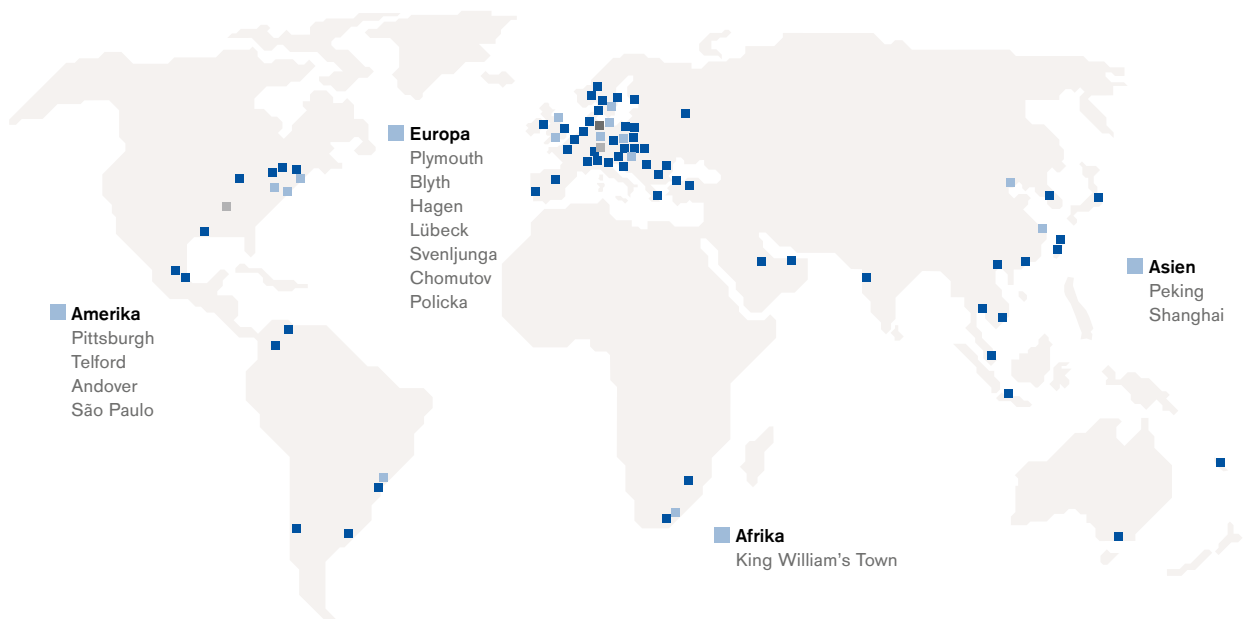 Europa
Plymouth
Blyth
Hagen
Lübeck
Svenljunga
Chomutov
Policka
Asien
Peking
Shanghai
Amerika
Pittsburgh
Telford
Andover
São Paulo
Afrika
King William's Town